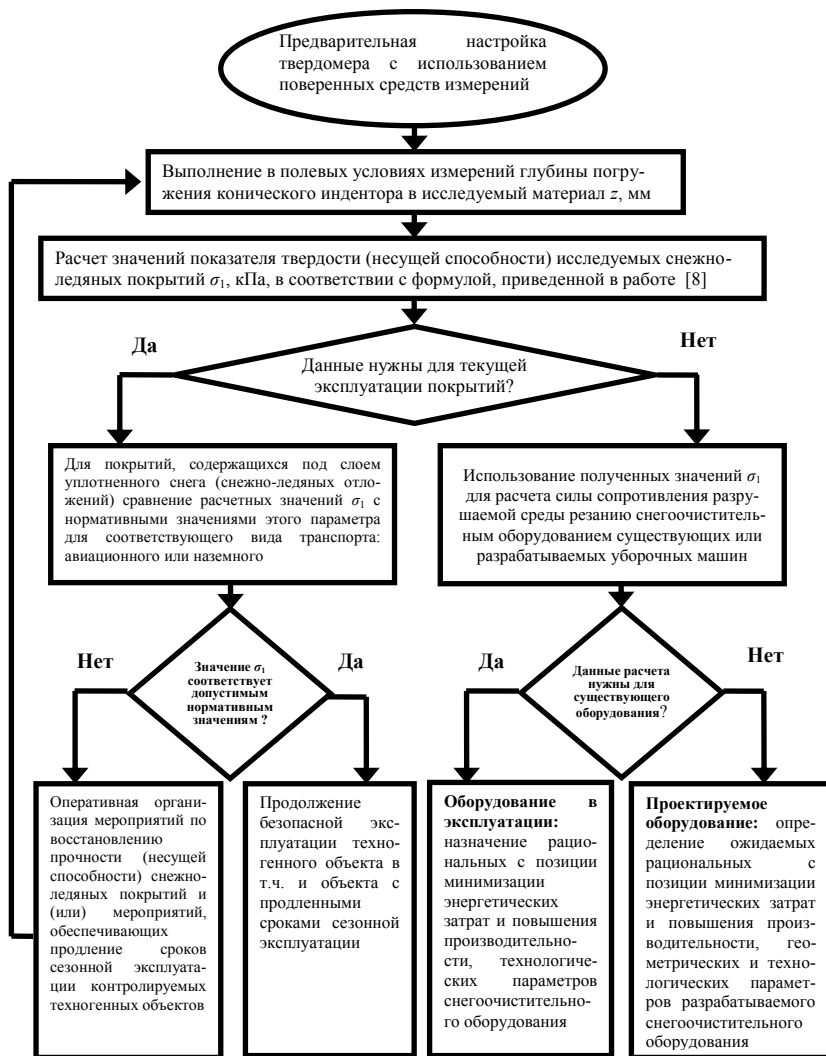 Предварительная настройка
твердомера с использованием
поверенных средств измерений
Выполнение в полевых условиях измерений глубины погру-
жения конического индентора в исследуемый материал z, мм
Расчет значений показателя твердости (несущей способности) исследуемых снежно-
ледяных покрытий σ1, кПа, в соответствии с формулой, приведенной в работе [8]
Да
Нет
Данные нужны для текущей
эксплуатации покрытий?
Для покрытий, содержащихся под слоем
уплотненного снега (снежно-ледяных отло-
жений) сравнение расчетных значений σ1 с
нормативными значениями этого параметра
для соответствующего вида транспорта:
авиационного или наземного
Использование полученных значений σ1
для расчета силы сопротивления разру-
шаемой среды резанию снегоочиститель-
ным оборудованием существующих или
разрабатываемых уборочных машин
Нет
Да
Значение σ1
соответствует
допустимым
нормативным
значениям ?
Да
Нет
Данные расчета
нужны для
существующего
оборудования?
Оперативная органи-
зация мероприятий по
восстановлению
прочности (несущей
способности) снежно-
ледяных покрытий и
(или) мероприятий,
обеспечивающих
продление сроков
сезонной эксплуата-
ции контролируемых
техногенных объектов
Продолжение
безопасной экс-
плуатации техно-
генного объекта в
т.ч. и объекта с
продленными
сроками сезонной
эксплуатации
Оборудование в
эксплуатации:
назначение рацио-
нальных с позиции
минимизации
энергетических
затрат и повышения
производительно-
сти, технологиче-
ских параметров
снегоочистительно-
го оборудования
Проектируемое
оборудование: опре-
деление ожидаемых
рациональных с
позиции минимизации
энергетических затрат
и повышения произ-
водительности, гео-
метрических и техно-
логических парамет-
ров разрабатываемого
снегоочистительного
оборудования